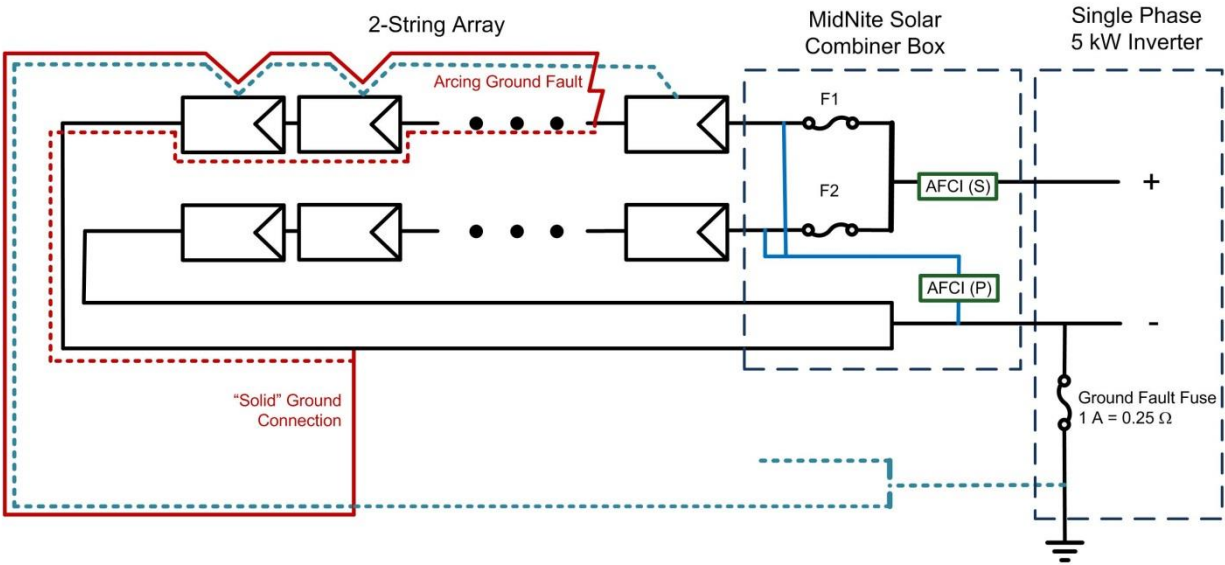 2-String Array
MidNite Solar
Combiner Box
Single Phase
5 kW Inverter
Arcing Ground Fault
F1
F2
AFCI (S)
+
AFCI (P)
-
"Solid" Ground
Connection
Ground Fault Fuse
1 A = 0.25 Ω